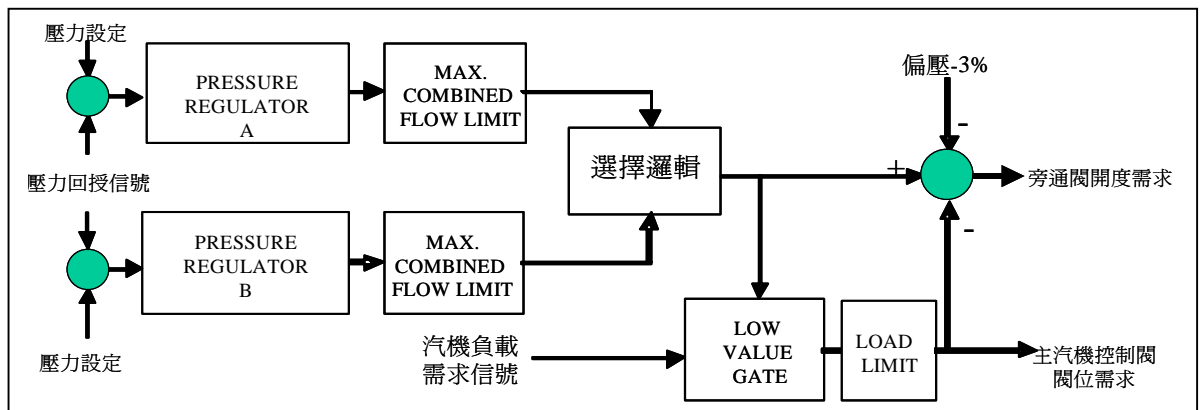 壓力設定
PRESSURE
REGULATOR
A
MAX.
COMBINED
FLOW LIMIT
偏壓-3%
-
選擇邏輯
+
旁通閥開度需求
壓力回授信號
-
PRESSURE
REGULATOR
B
MAX.
COMBINED
FLOW LIMIT
壓力設定
汽機負載
需求信號
LOW
VALUE
GATE
LOAD
LIMIT
主汽機控制閥
閥位需求